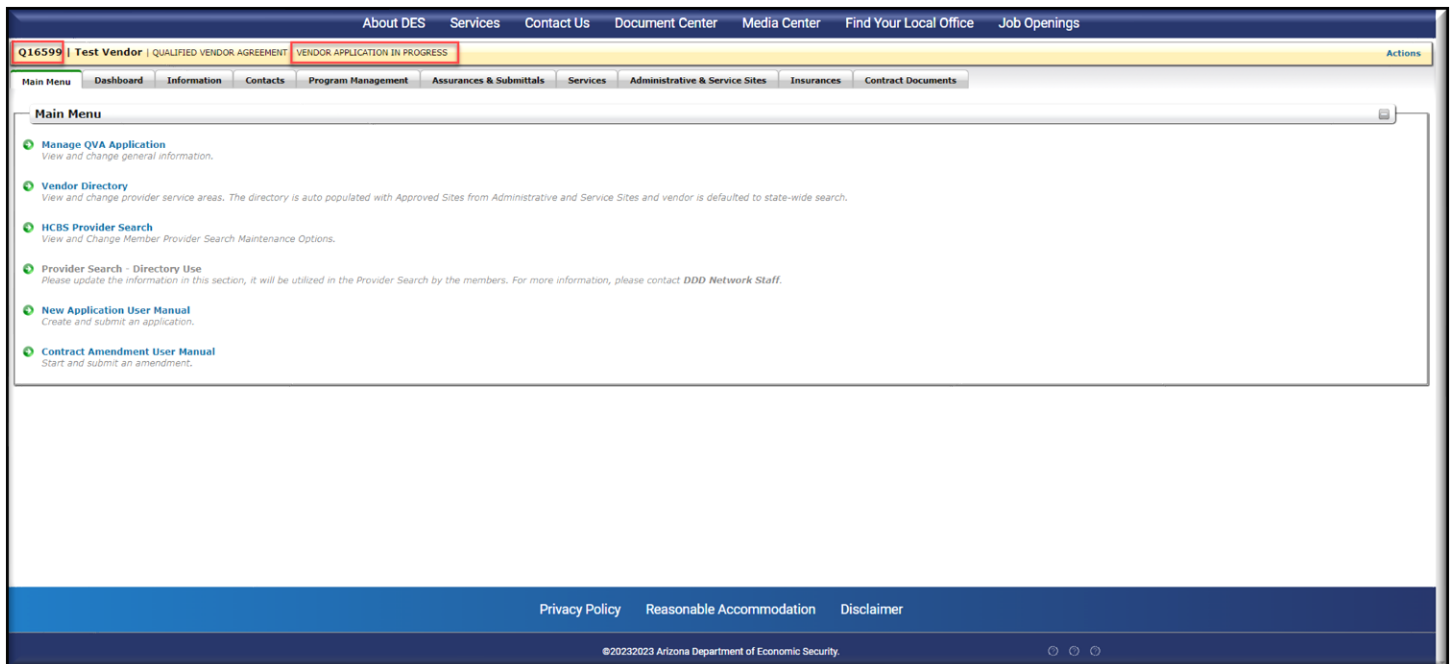 About DES Services Contact Us Document Center Media Center Find Your Local Office Job Openings
Q16599 | Test Vendor | QUALIFIED VENDOR AGREEMENT VENDOR APPLICATION IN PROGRESS Actions
Main Menu Dashboard Information Contacts Program Management Assurances & Submittals Services Administrative & Service Sites Insurances Contract Documents
Main Menu
Manage QVA Application
View and change general information.
Vendor Directory
View and change provider service areas. The directory is auto populated with Approved Sites from Administrative and Service Sites and vendor is defaulted to state-wide search.
HCBS Provider Search
View and Change Member Provider Search Maintenance Options.
Provider Search - Directory Use
Please update the information in this section, it will be utilized in the Provider Search by the members. For more information, please contact DDD Network Staff.
New Application User Manual
Create and submit an application.
Contract Amendment User Manual
Start and submit an amendment.
Privacy Policy Reasonable Accommodation Disclaimer
©20232023 Arizona Department of Economic Security.